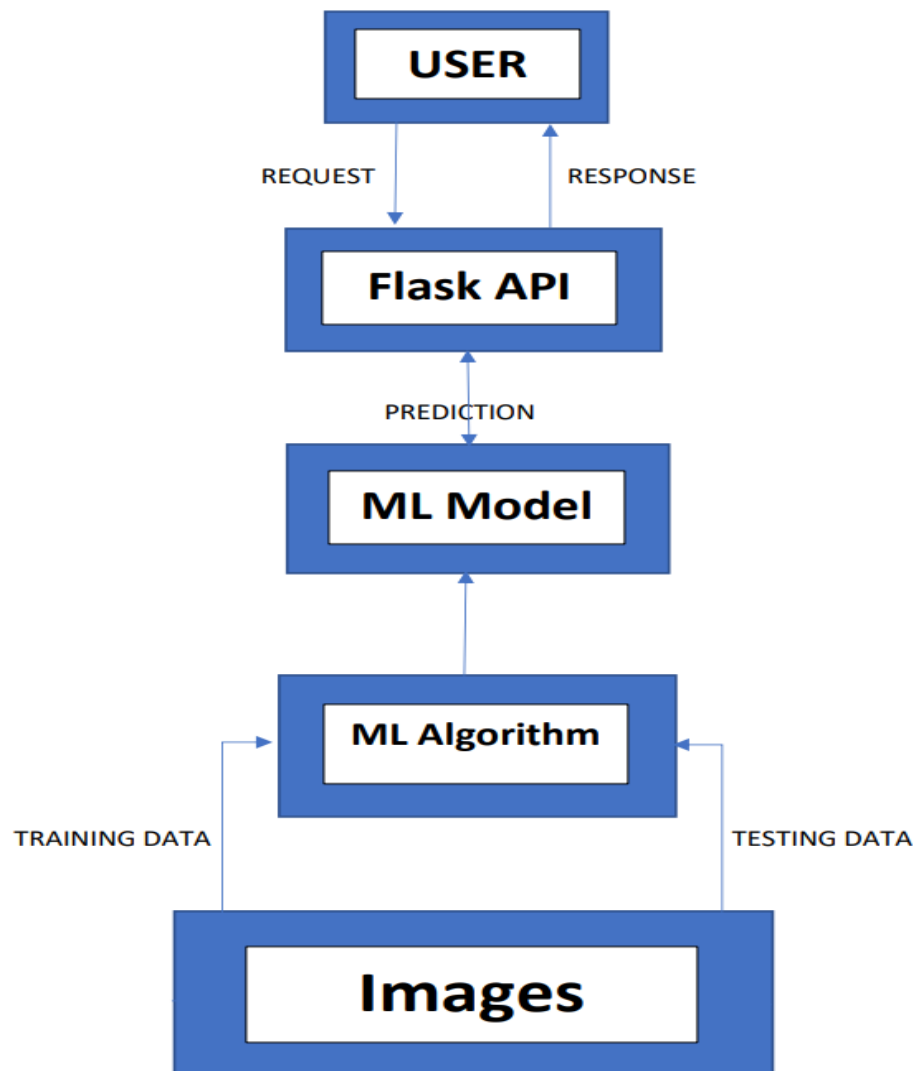 USER
REQUEST
RESPONSE
Flask API
PREDICTION
ML Model
ML Algorithm
TRAINING DATA
TESTING DATA
Images